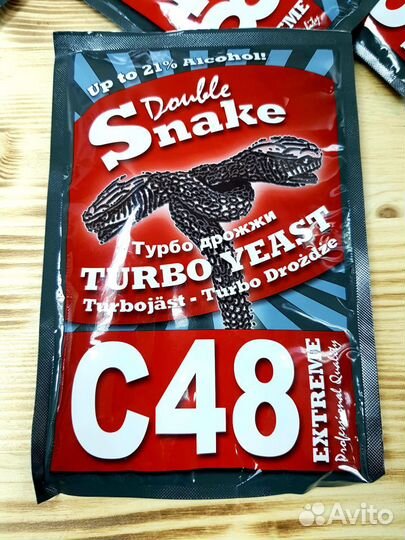 Up to 21% Alcohol!
Double
Snake
Турбо дрожжи
TURBO YEAST
Turbojäst - Turbo Drożdże
C48
EXTREME
Professional Quality
Avito